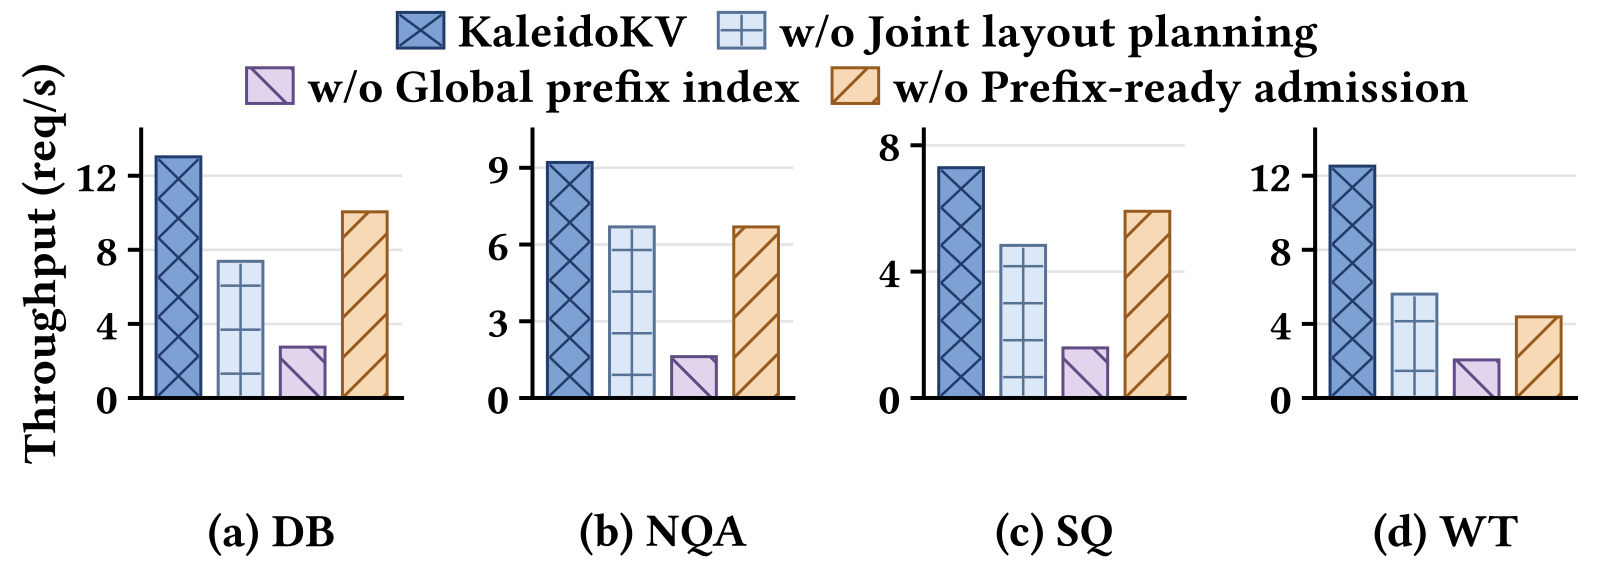 KaleidoKV w/o Joint layout planning
w/o Global prefix index w/o Prefix-ready admission
Throughput (req/s)
12
8
4
0
9
6
3
0
8
4
0
12
8
4
0
(a) DB
(b) NQA
(c) SQ
(d) WT